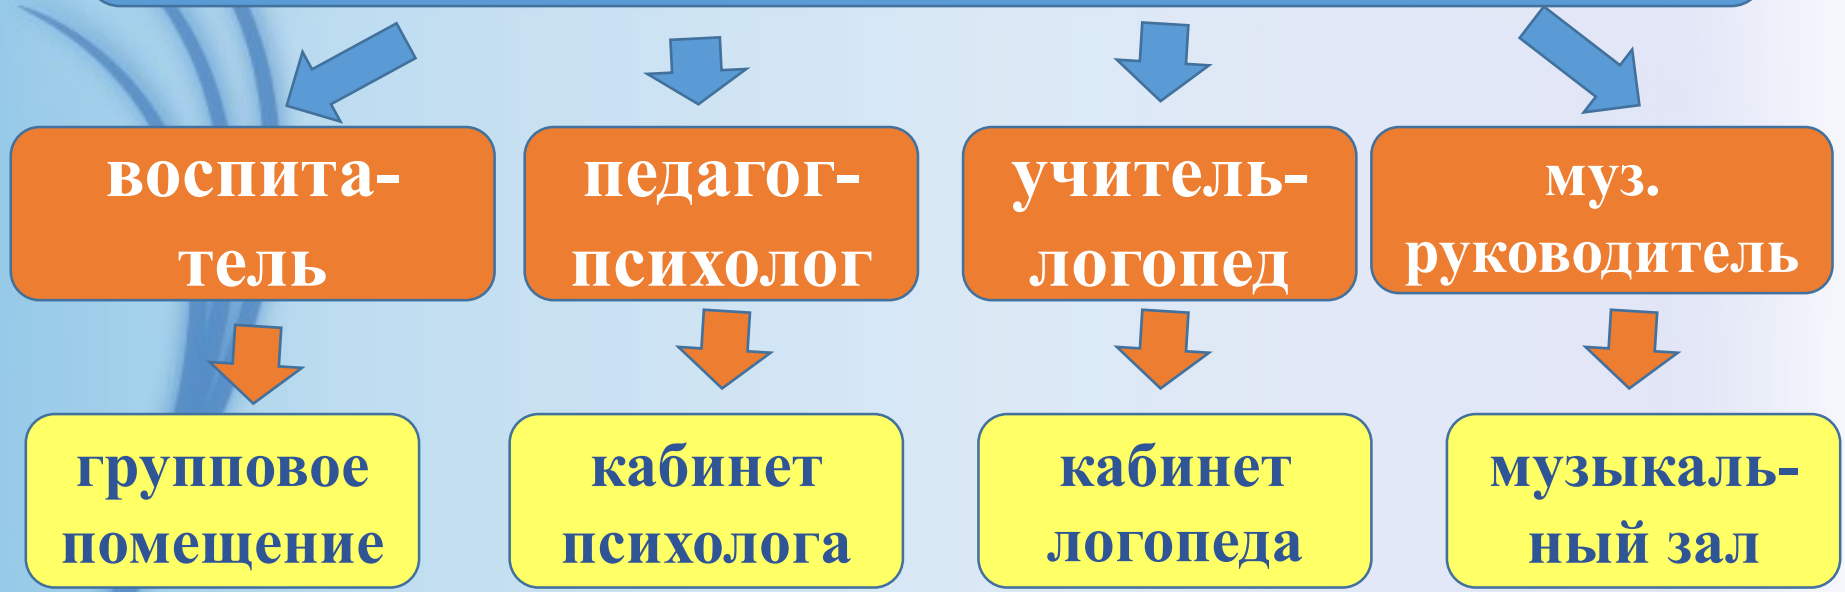 воспита-
тель
педагог-
психолог
учитель-
логопед
муз.
руководитель
групповое
помещение
кабинет
психолога
кабинет
логопеда
музыкаль-
ный зал